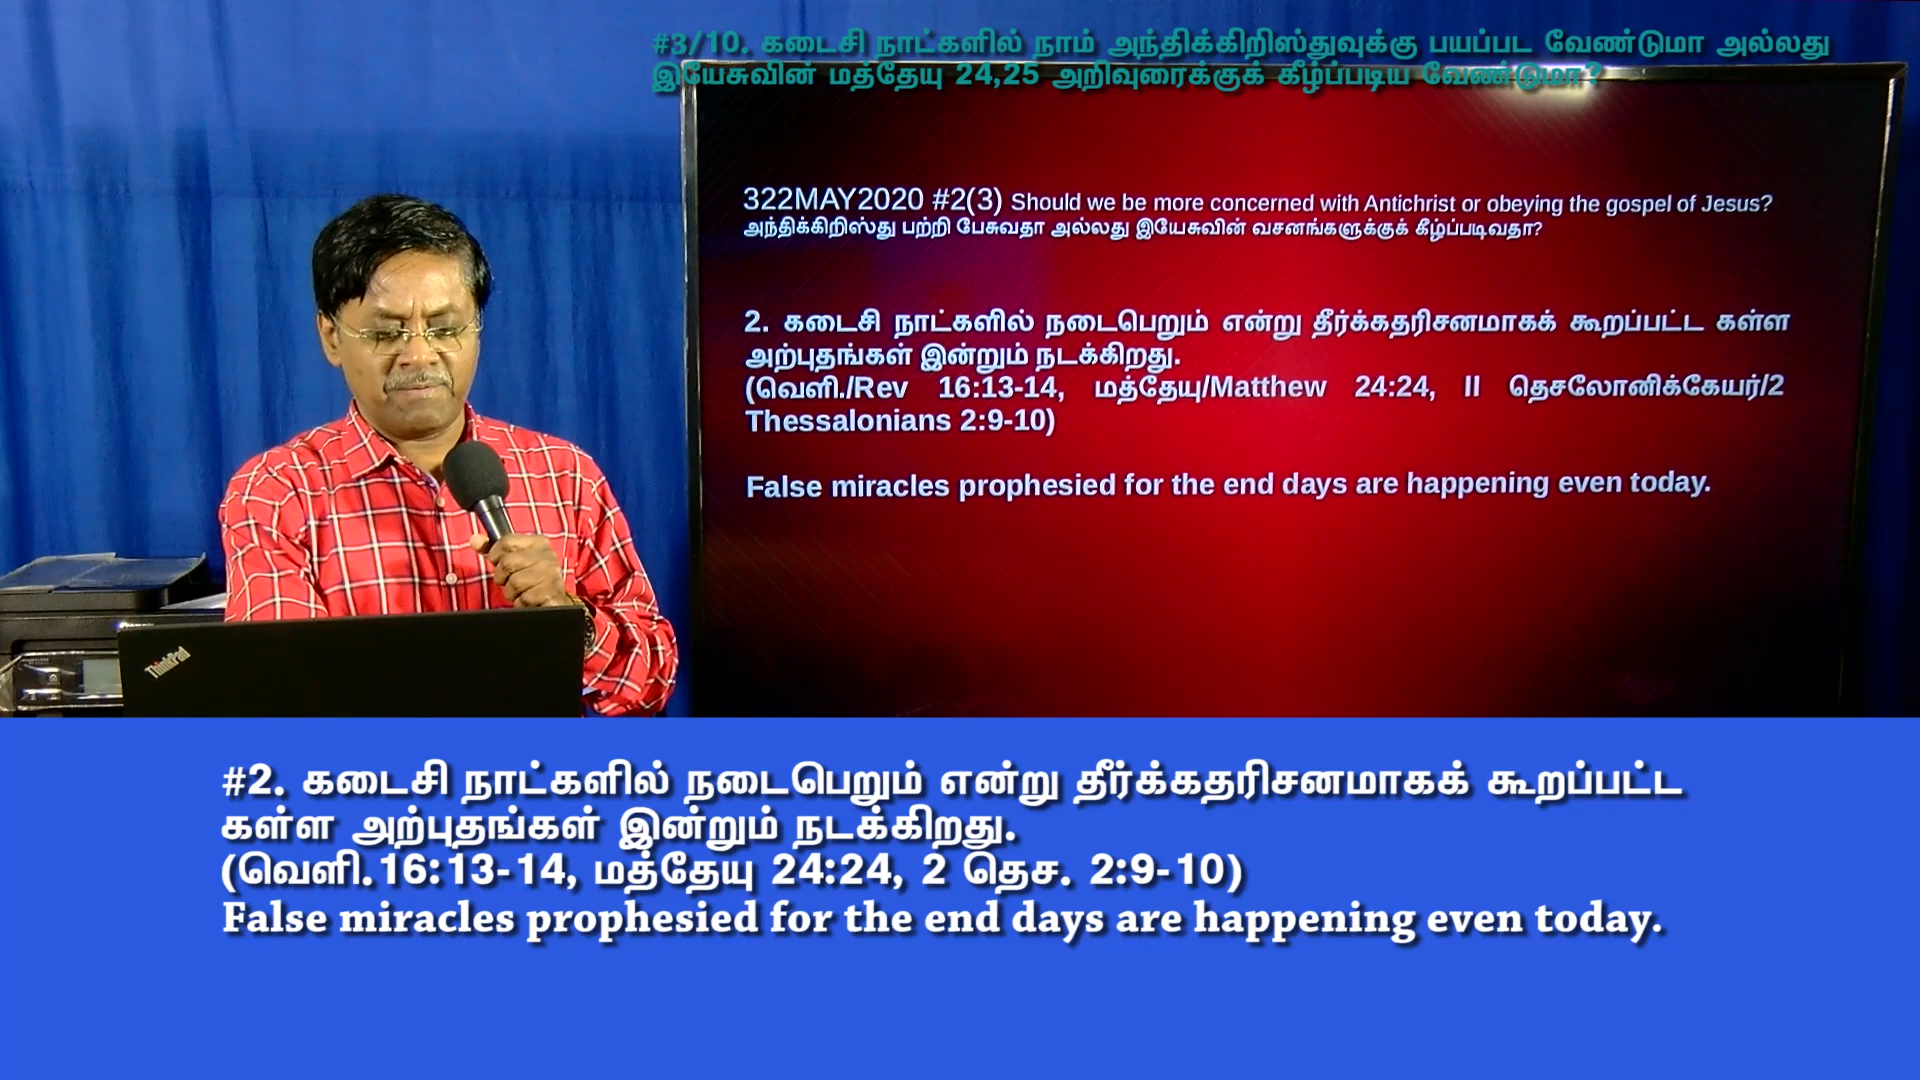 #3/10. கடைசி நாட்களில் நாம் அந்திக்கிறிஸ்துவுக்கு பயப்பட வேண்டுமா அல்லது
இயேசுவின் மத்தேயு 24,25 அறிவுரைக்குக் கீழ்ப்படிய வேண்டுமா?
322MAY2020 #2(3) Should we be more concerned with Antichrist or obeying the gospel of Jesus?
அந்திக்கிறிஸ்து பற்றி பேசுவதா அல்லது இயேசுவின் வசனங்களுக்குக் கீழ்ப்படிவதா?
2. கடைசி நாட்களில் நடைபெறும் என்று தீர்க்கதரிசனமாகக் கூறப்பட்ட கள்ள
அற்புதங்கள் இன்றும் நடக்கிறது.
(வெளி./Rev 16:13-14, மத்தேயு/Matthew 24:24, II தெசலோனிக்கேயர்/2
Thessalonians 2:9-10)
False miracles prophesied for the end days are happening even today.
ThinkPad
#2. கடைசி நாட்களில் நடைபெறும் என்று தீர்க்கதரிசனமாகக் கூறப்பட்ட
கள்ள அற்புதங்கள் இன்றும் நடக்கிறது.
(வெளி.16:13-14, மத்தேயு 24:24, 2 தெச. 2:9-10)
False miracles prophesied for the end days are happening even today.